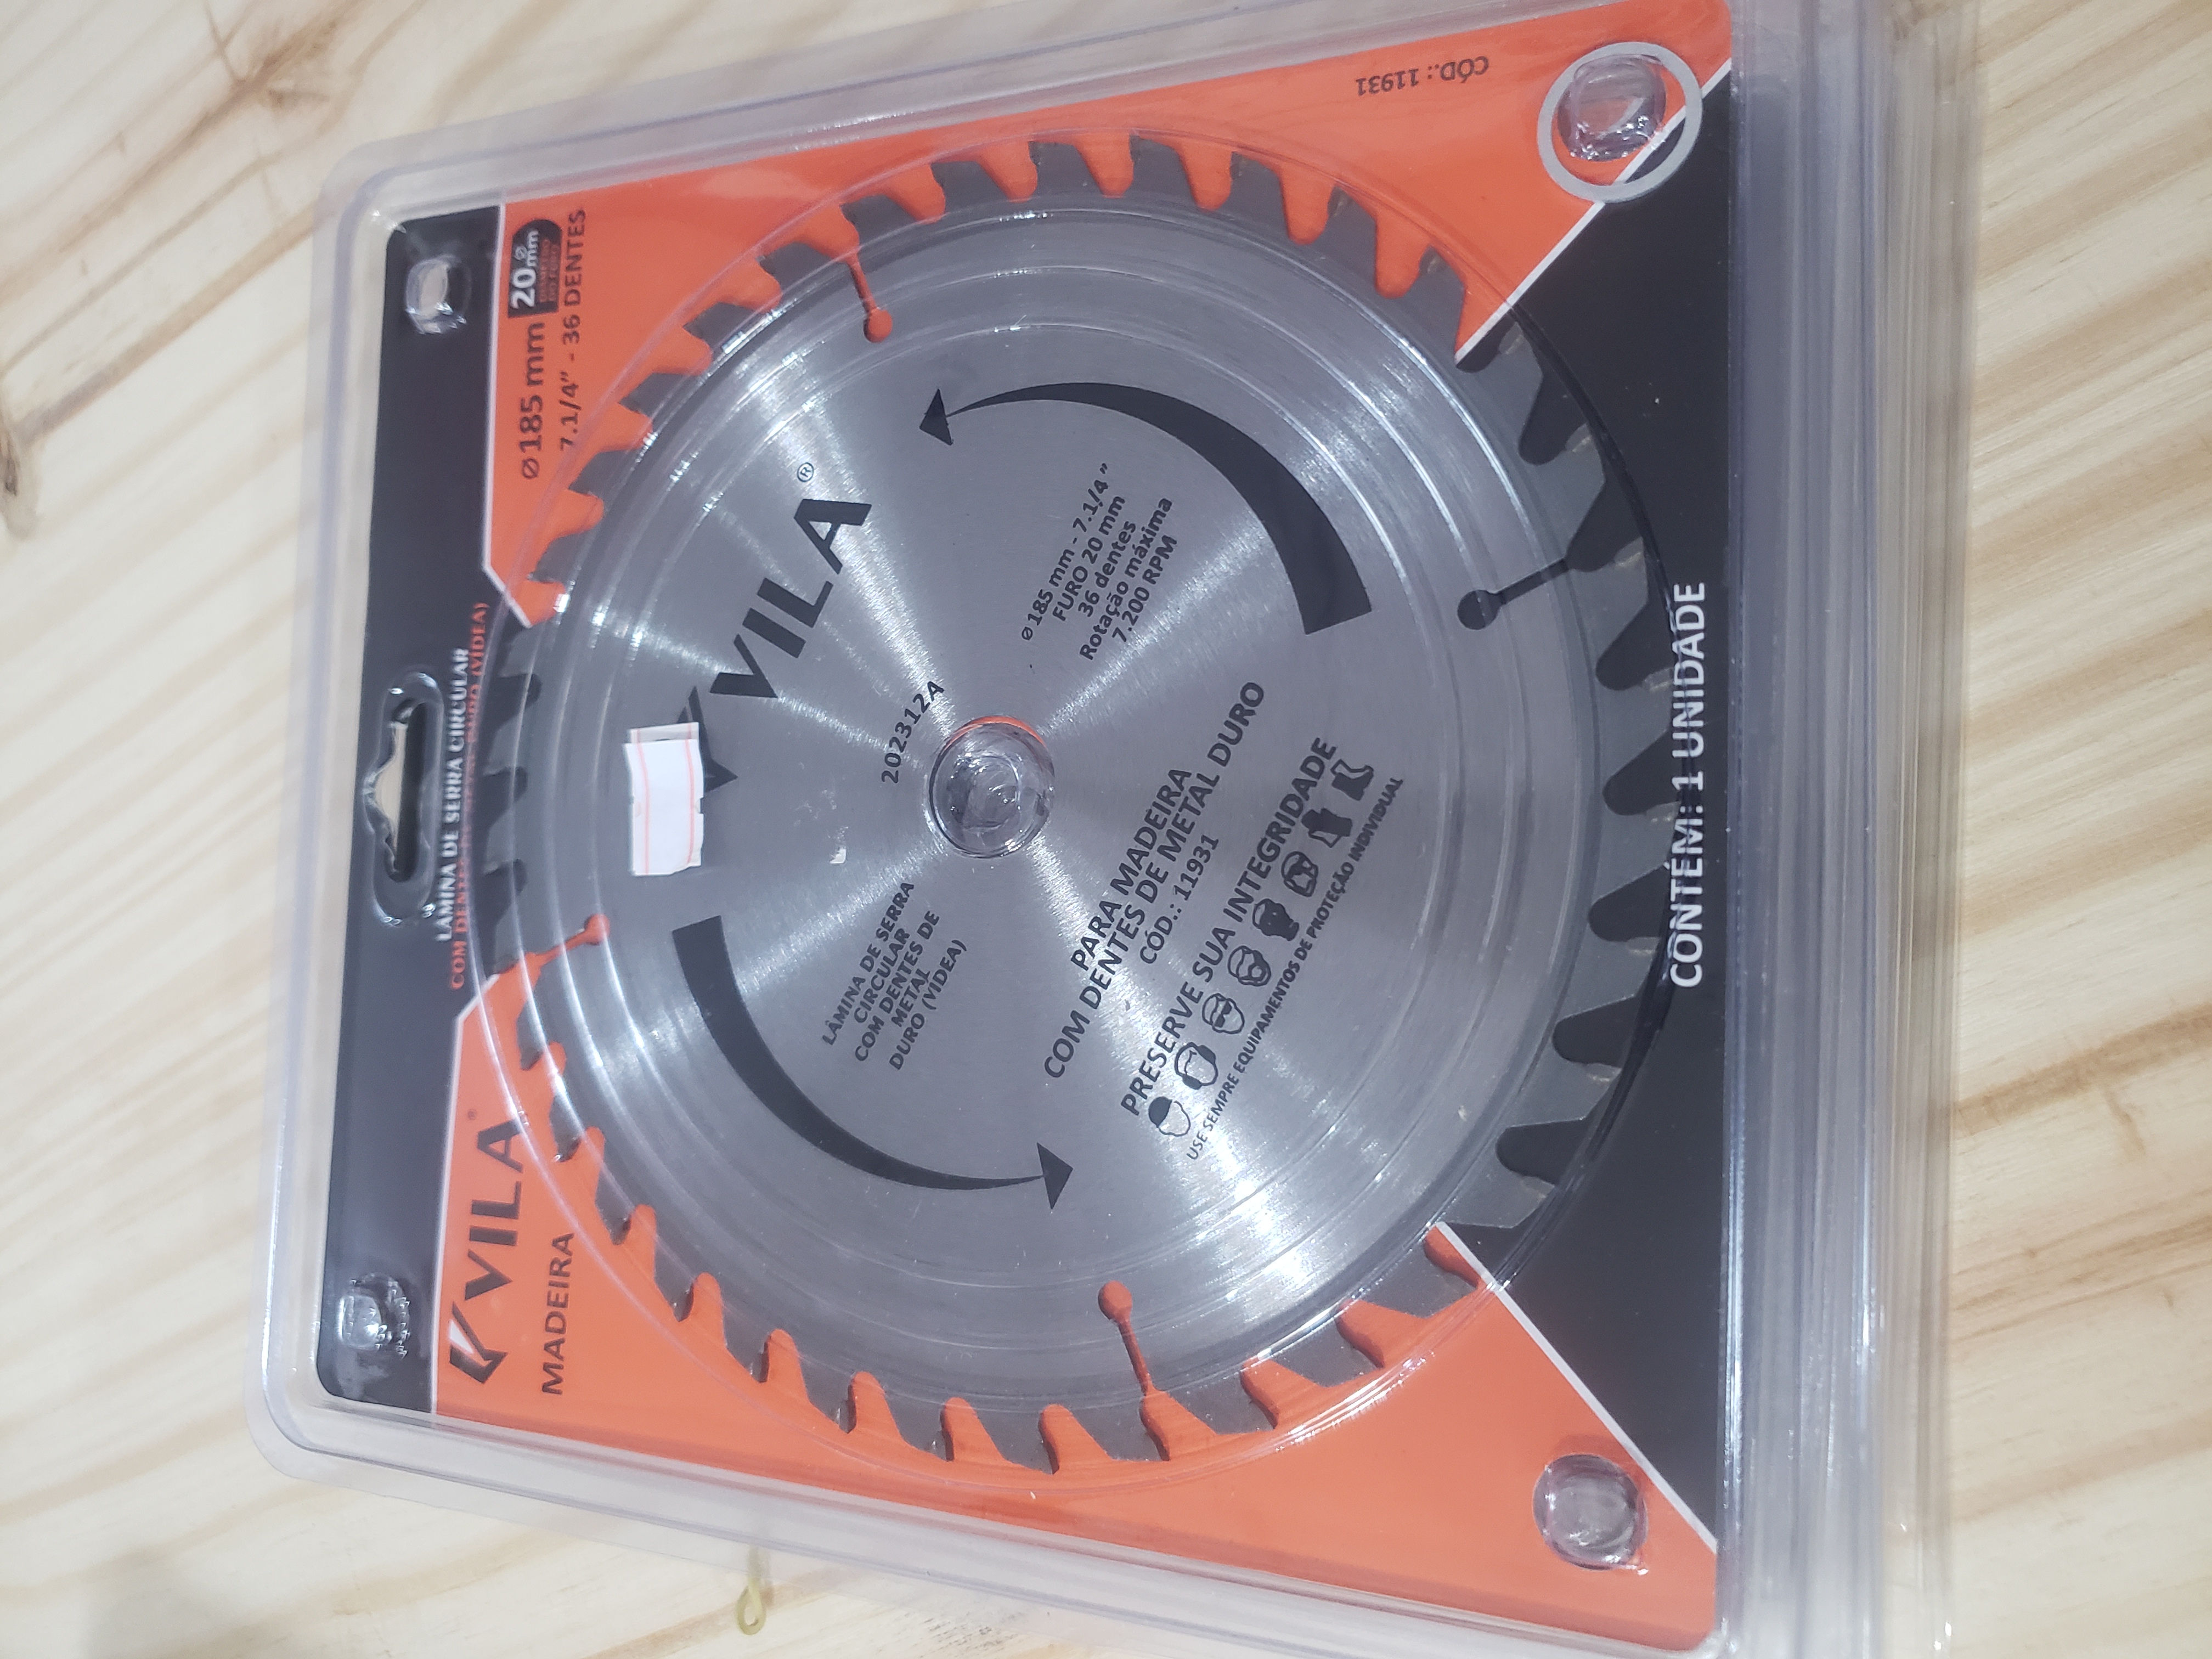 LÂMINA DE SERRA CIRCULAR
COM DENTES DE METAL DURO (VÍDEA)
VILA
MADEIRA
Ø185 mm 20mm
DIÂMETRO
DO FURO
7.1/4" - 36 DENTES
VILA®
202312A
LÂMINA DE SERRA
CIRCULAR
COM DENTES DE
METAL
DURO (VÍDEA)
Ø185 mm - 7.1/4"
FURO 20 mm
36 dentes
Rotação máxima
7.200 RPM
PARA MADEIRA
COM DENTES DE METAL DURO
CÓD.: 11931
PRESERVE SUA INTEGRIDADE
USE SEMPRE EQUIPAMENTOS DE PROTEÇÃO INDIVIDUAL
CONTÉM: 1 UNIDADE
CÓD.: 11931